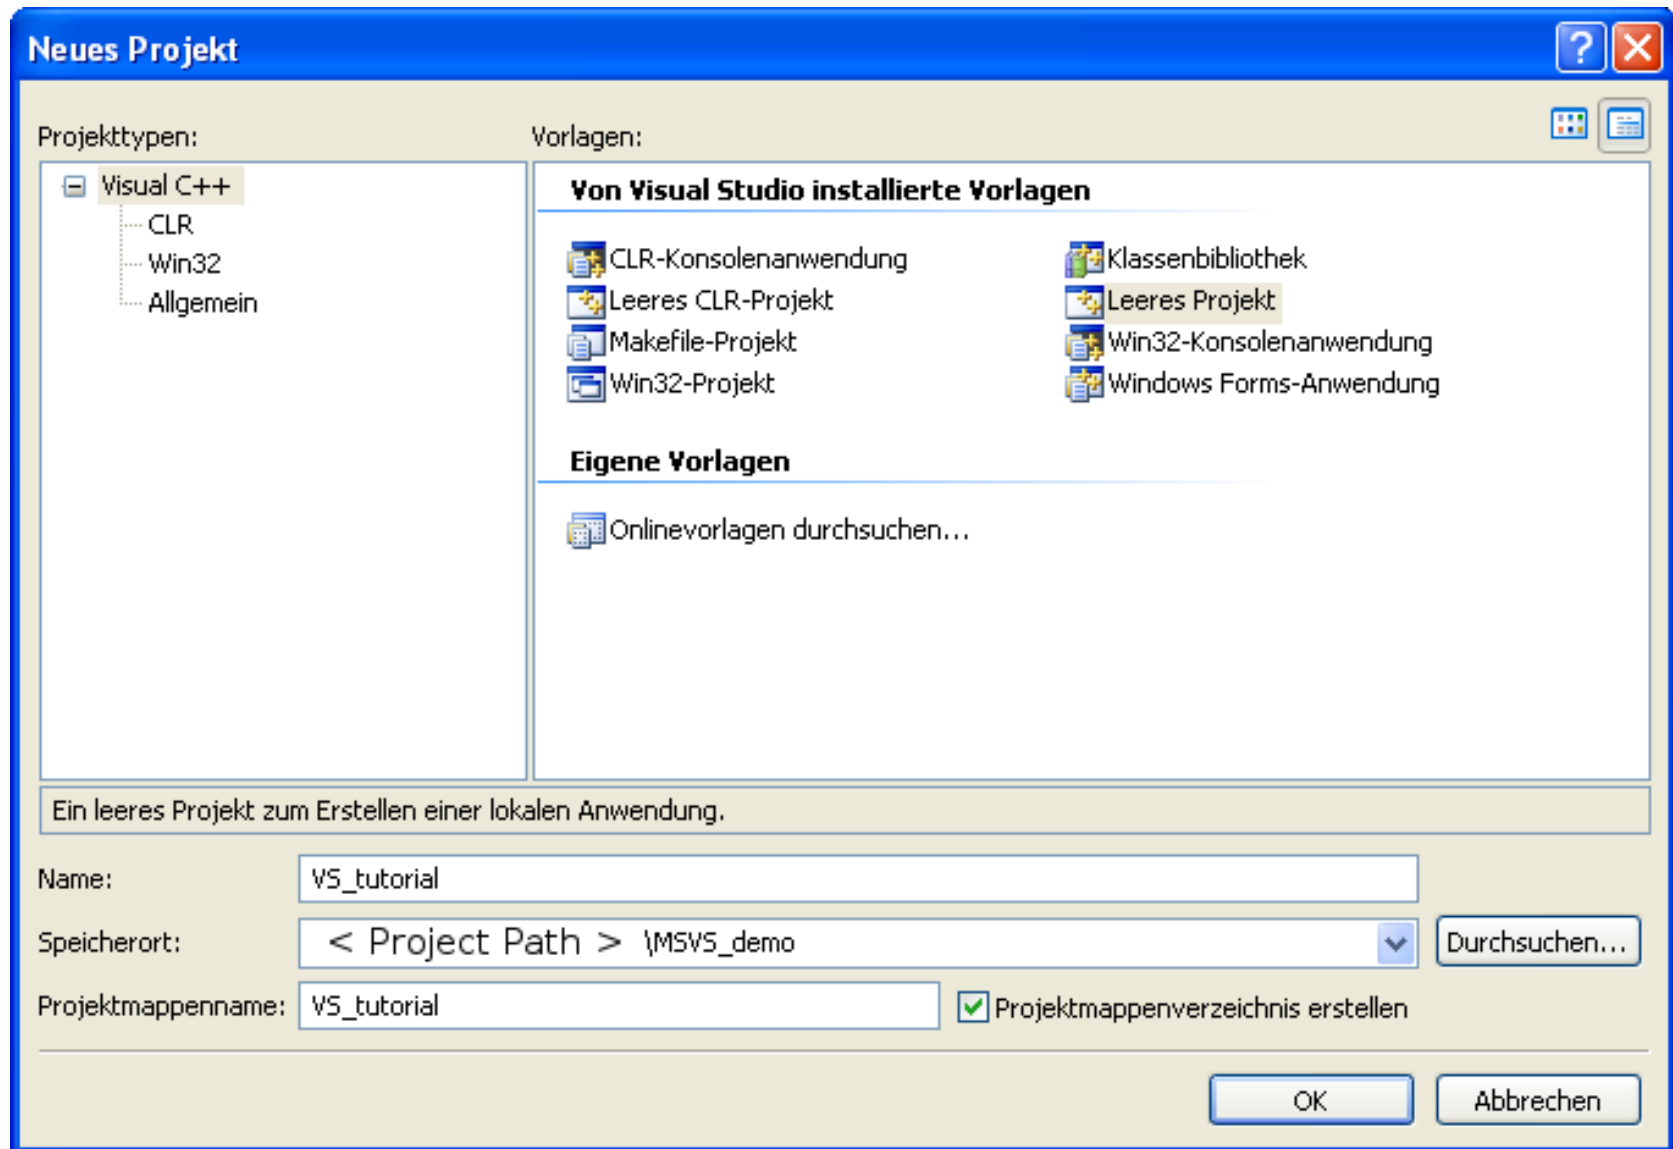 Neues Projekt
Projekttypen:
Vorlagen:
Visual C++
CLR
Win32
Allgemein
Von Visual Studio installierte Vorlagen
CLR-Konsolenanwendung
Klassenbibliothek
Leeres CLR-Projekt
Leeres Projekt
Makefile-Projekt
Win32-Konsolenanwendung
Win32-Projekt
Windows Forms-Anwendung
Eigene Vorlagen
Onlinevorlagen durchsuchen...
Ein leeres Projekt zum Erstellen einer lokalen Anwendung.
Name:
VS_tutorial
Speicherort:
< Project Path > \MSVS_demo
Durchsuchen...
Projektmappenname:
VS_tutorial
Projektmappenverzeichnis erstellen
OK
Abbrechen